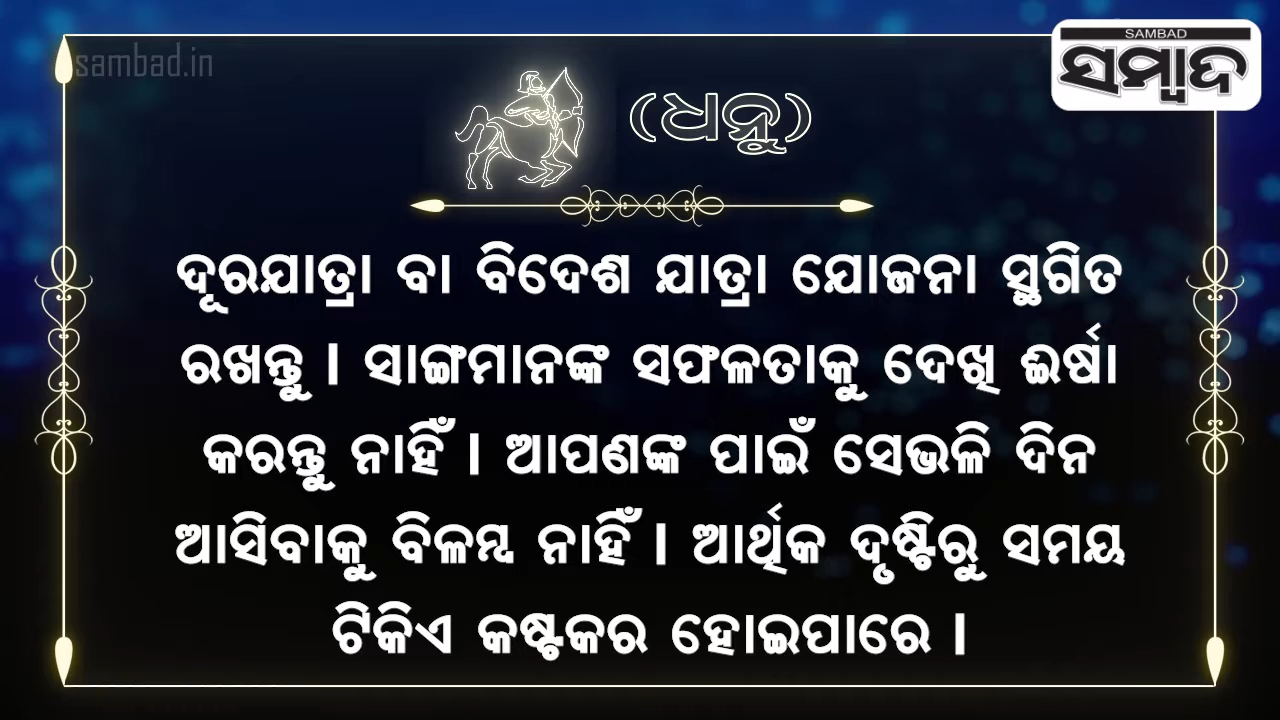 sambad.in
SAMBAD
ସମ୍ବାଦ
(ଧନୁ)
ଦୂରଯାତ୍ରା ବା ବିଦେଶ ଯାତ୍ରା ଯୋଜନା ସ୍ଥଗିତ
ରଖନ୍ତୁ । ସାଙ୍ଗମାନଙ୍କ ସଫଳତାକୁ ଦେଖି ଈର୍ଷା
କରନ୍ତୁ ନାହିଁ । ଆପଣଙ୍କ ପାଇଁ ସେଭଳି ଦିନ
ଆସିବାକୁ ବିଳମ୍ବ ନାହିଁ । ଆର୍ଥିକ ଦୃଷ୍ଟିରୁ ସମୟ
ଟିକିଏ କଷ୍ଟକର ହୋଇପାରେ ।